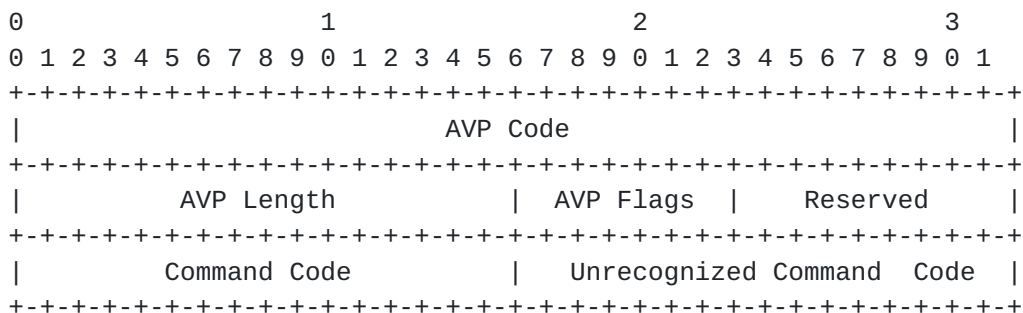 0                   1                   2                   3
0 1 2 3 4 5 6 7 8 9 0 1 2 3 4 5 6 7 8 9 0 1 2 3 4 5 6 7 8 9 0 1
+-+-+-+-+-+-+-+-+-+-+-+-+-+-+-+-+-+-+-+-+-+-+-+-+-+-+-+-+-+-+-+-+
|                           AVP Code                            |
+-+-+-+-+-+-+-+-+-+-+-+-+-+-+-+-+-+-+-+-+-+-+-+-+-+-+-+-+-+-+-+-+
|          AVP Length           |  AVP Flags  |    Reserved     |
+-+-+-+-+-+-+-+-+-+-+-+-+-+-+-+-+-+-+-+-+-+-+-+-+-+-+-+-+-+-+-+-+
|         Command Code          |   Unrecognized Command  Code  |
+-+-+-+-+-+-+-+-+-+-+-+-+-+-+-+-+-+-+-+-+-+-+-+-+-+-+-+-+-+-+-+-+